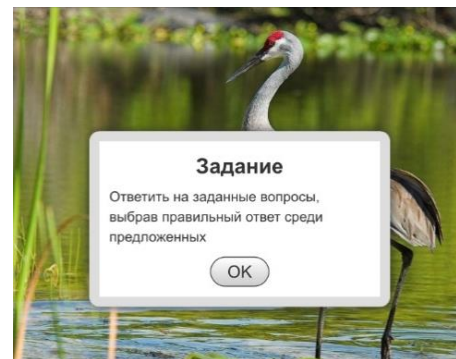 Задание
Ответить на заданные вопросы,
выбрав правильный ответ среди
предложенных
OK